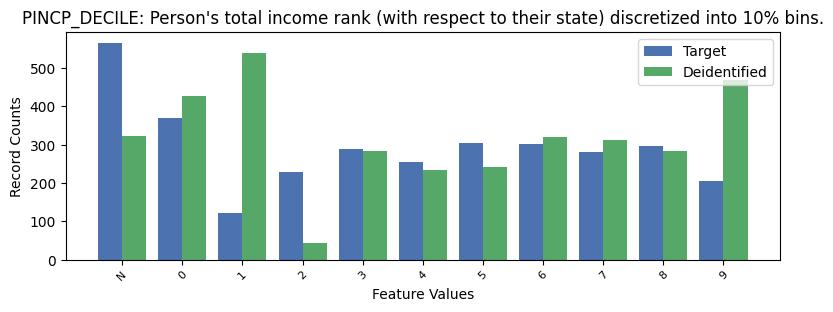 PINCP_DECILE: Person's total income rank (with respect to their state) discretized into 10% bins.
Target
Deidentified
Record Counts
500
400
300
200
100
0
N 0 1 2 3 4 5 6 7 8 9
Feature Values